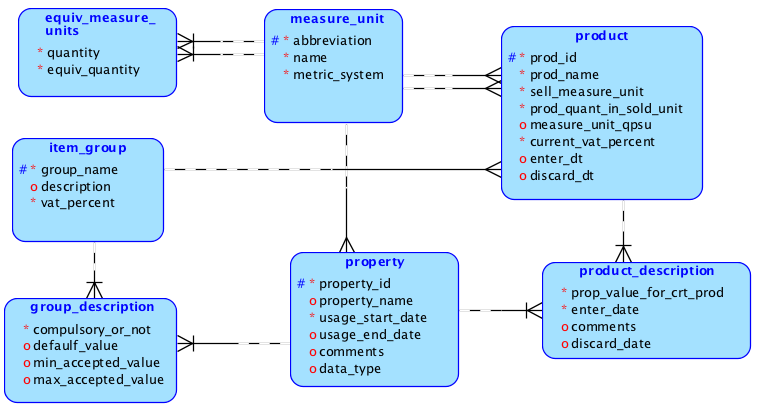 equiv_measure_
units
* quantity
* equiv_quantity
measure_unit
# * abbreviation
* name
* metric_system
product
# * prod_id
* prod_name
* sell_measure_unit
* prod_quant_in_sold_unit
o measure_unit_qpsu
* current_vat_percent
o enter_dt
o discard_dt
item_group
# * group_name
o description
* vat_percent
property
# * property_id
o property_name
* usage_start_date
o usage_end_date
o comments
o data_type
product_description
* prop_value_for_crt_prod
* enter_date
o comments
o discard_date
group_description
* compulsory_or_not
o defaulf_value
o min_accepted_value
o max_accepted_value